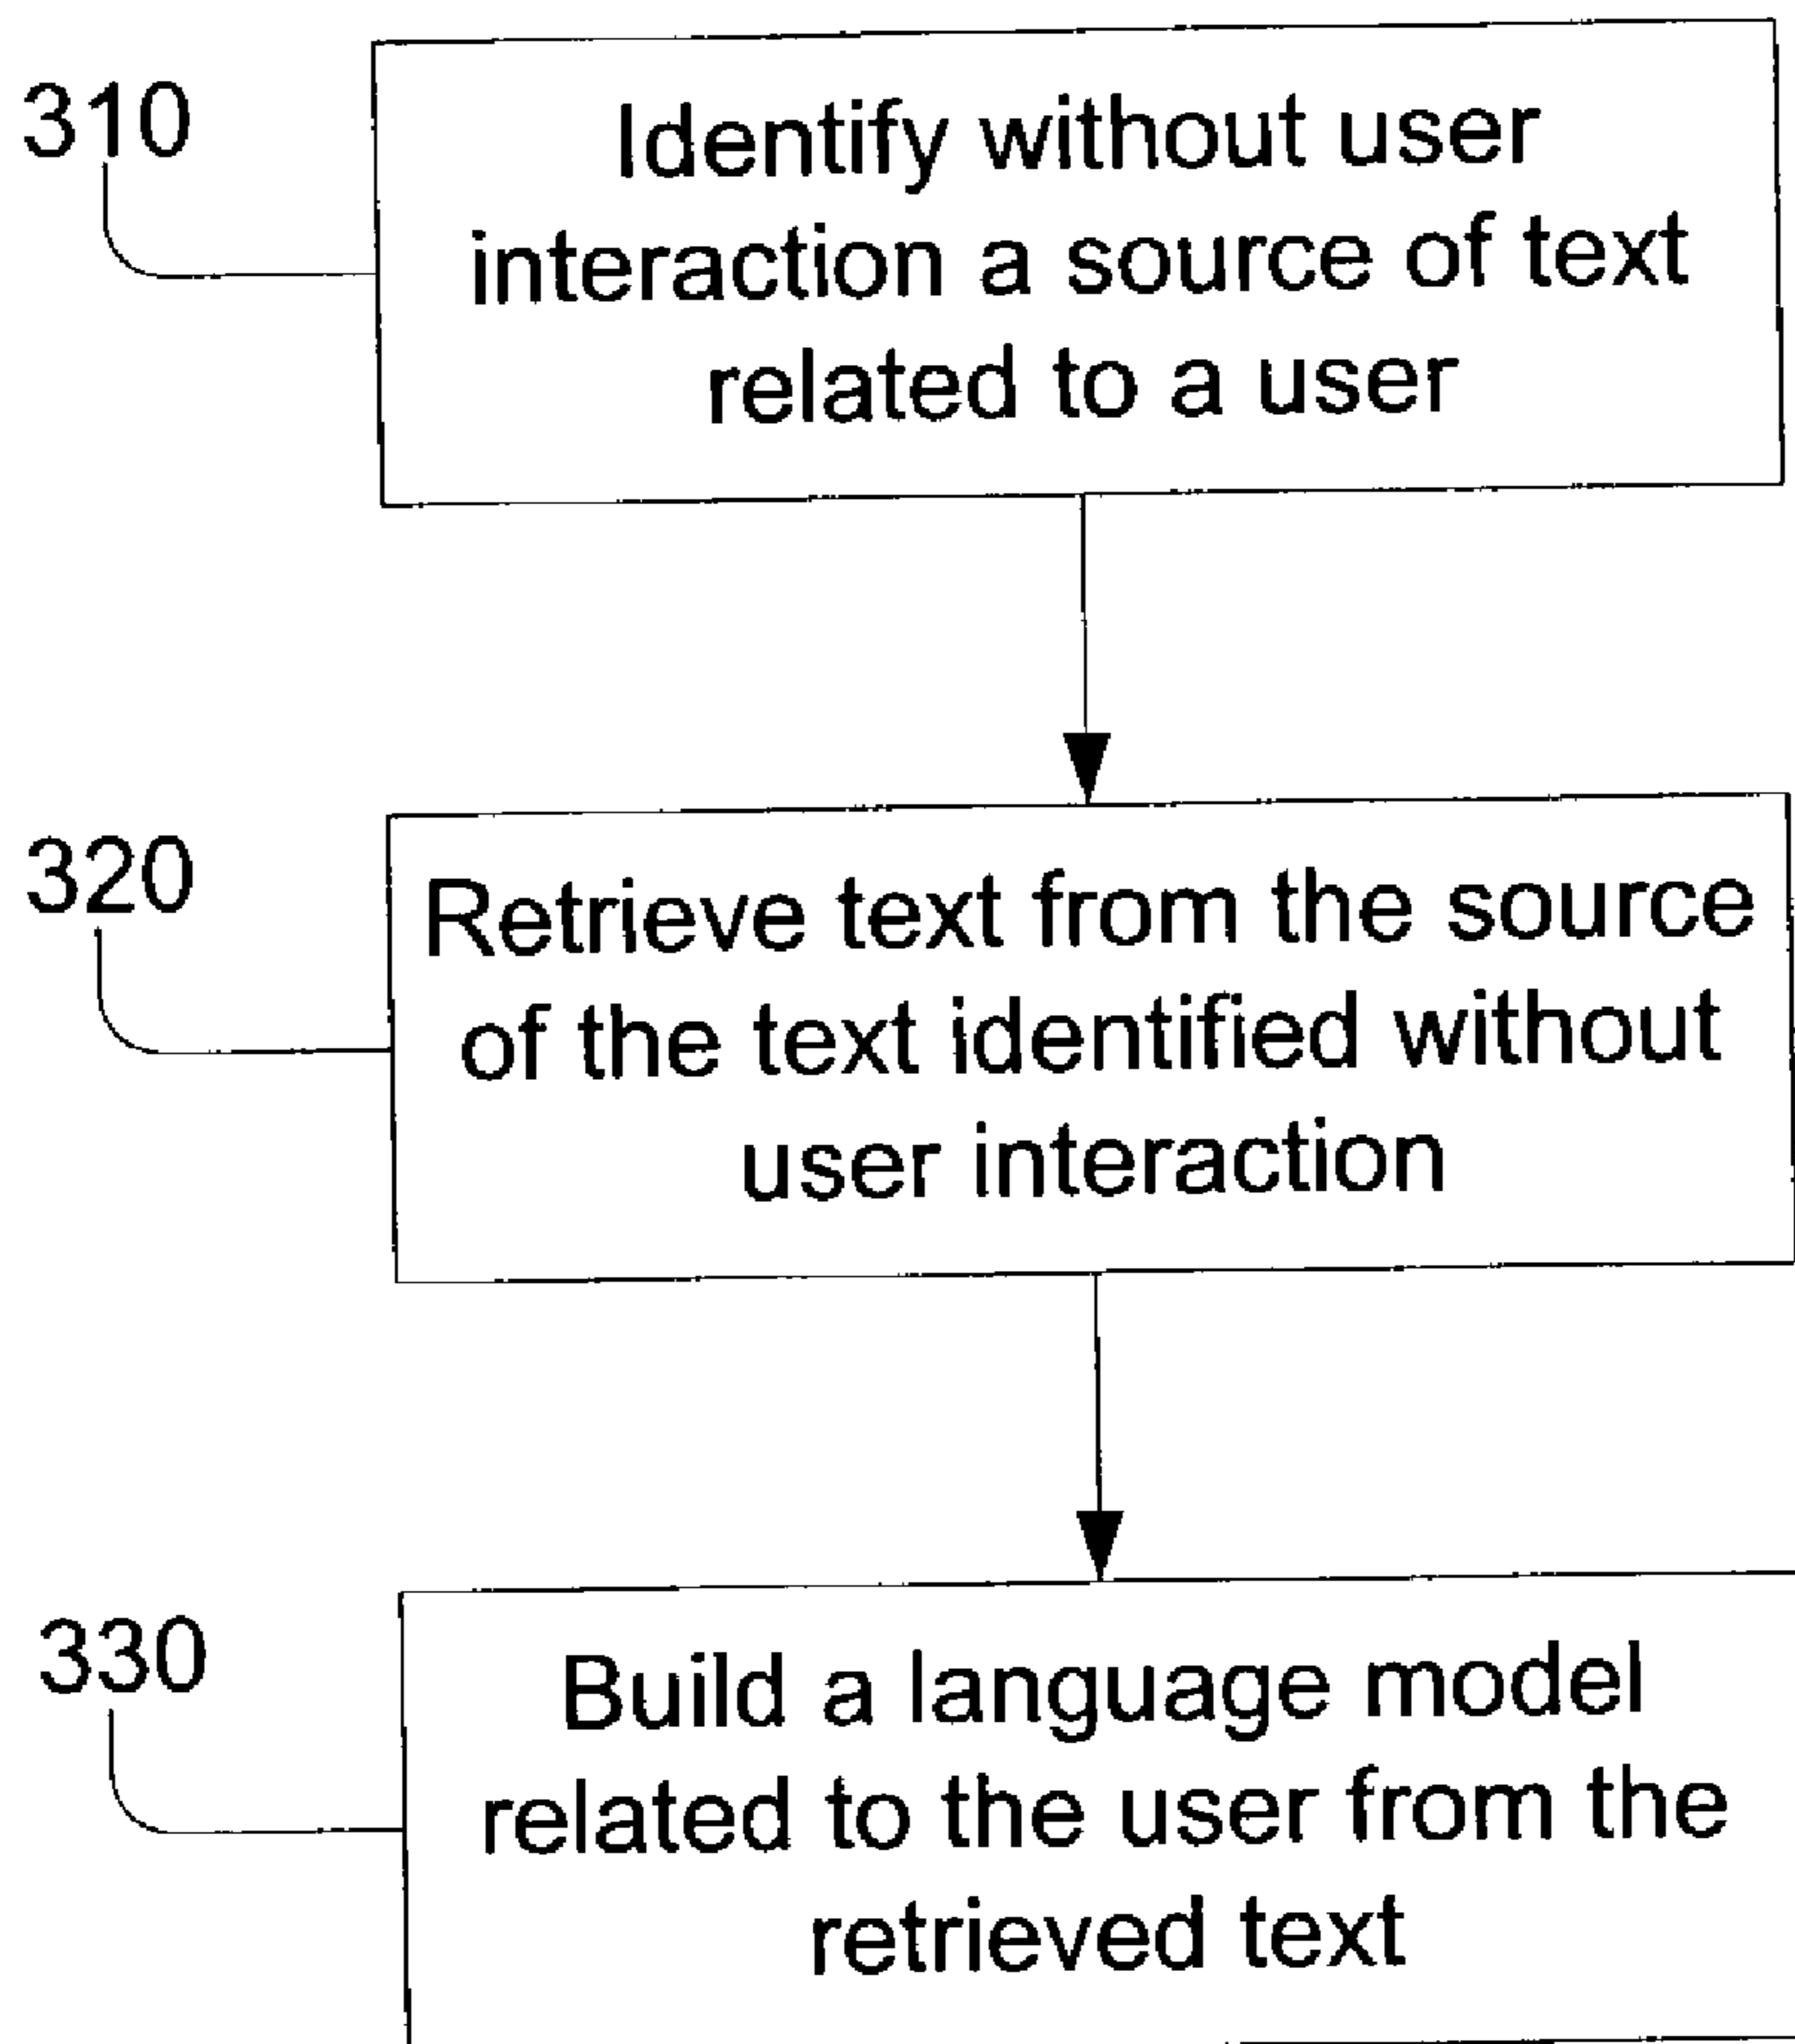 310
Identify without user
interaction a source of text
related to a user
320
Retrieve text from the source
of the text identified without
user interaction
330
Build a language model
related to the user from the
retrieved text